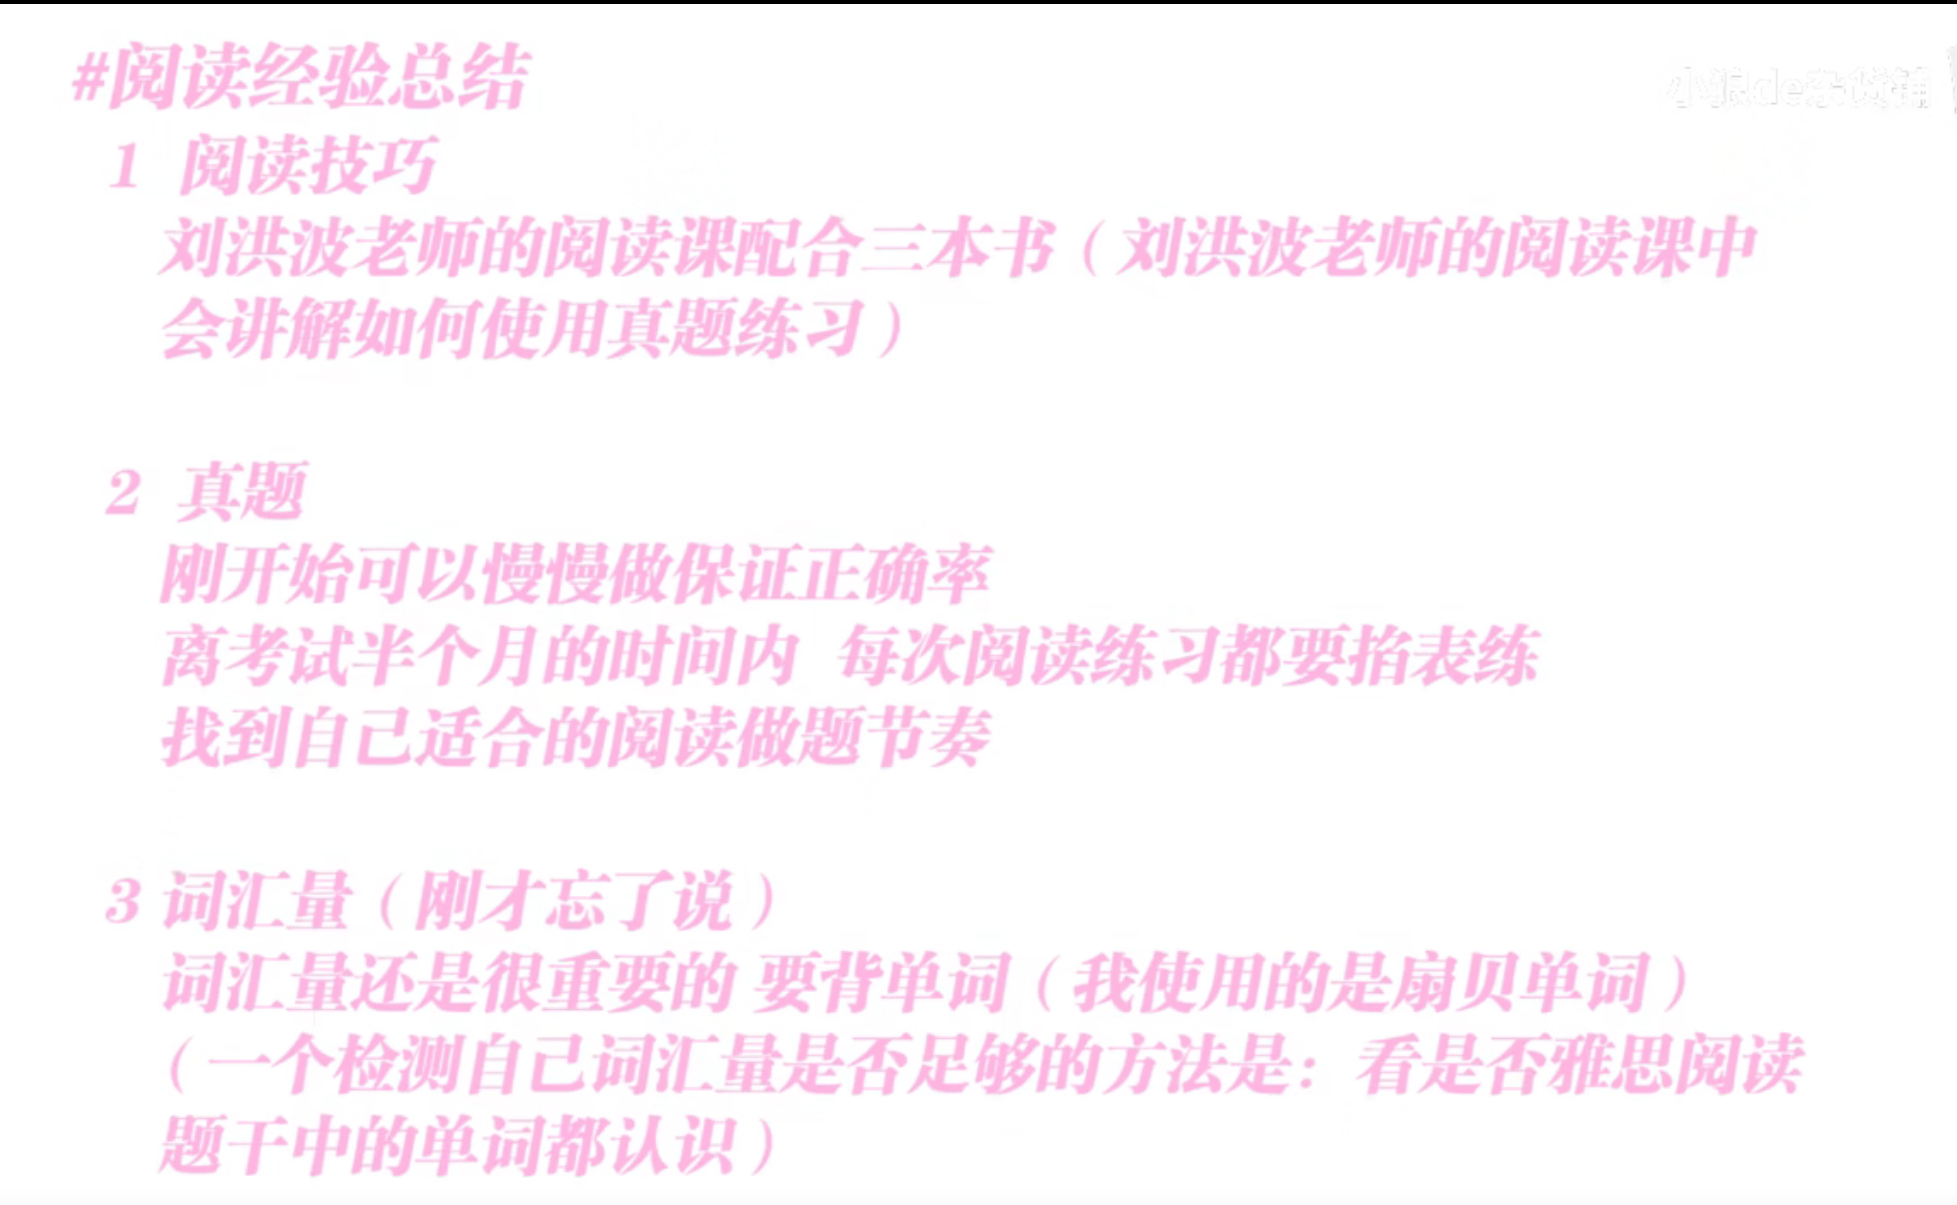 #阅读经验总结
小狼de杂货铺
1 阅读技巧
刘洪波老师的阅读课配合三本书（刘洪波老师的阅读课中
会讲解如何使用真题练习）
2 真题
刚开始可以慢慢做保证正确率
离考试半个月的时间内 每次阅读练习都要掐表练
找到自己适合的阅读做题节奏
3 词汇量（刚才忘了说）
词汇量还是很重要的 要背单词（我使用的是扇贝单词）
（一个检测自己词汇量是否足够的方法是：看是否雅思阅读
题干中的单词都认识）